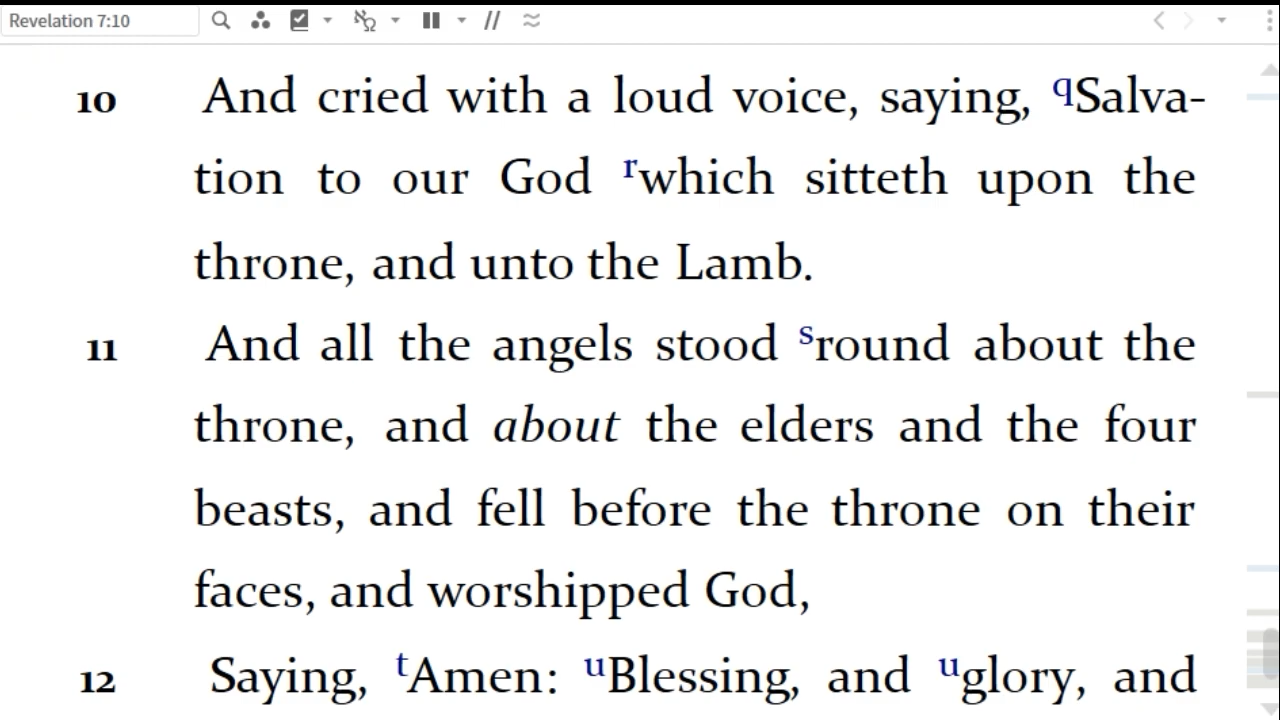 Revelation 7:10
10 And cried with a loud voice, saying, qSalva-
tion to our God rwhich sitteth upon the
throne, and unto the Lamb.
11 And all the angels stood sround about the
throne, and about the elders and the four
beasts, and fell before the throne on their
faces, and worshipped God,
12 Saying, tAmen: uBlessing, and uglory, and